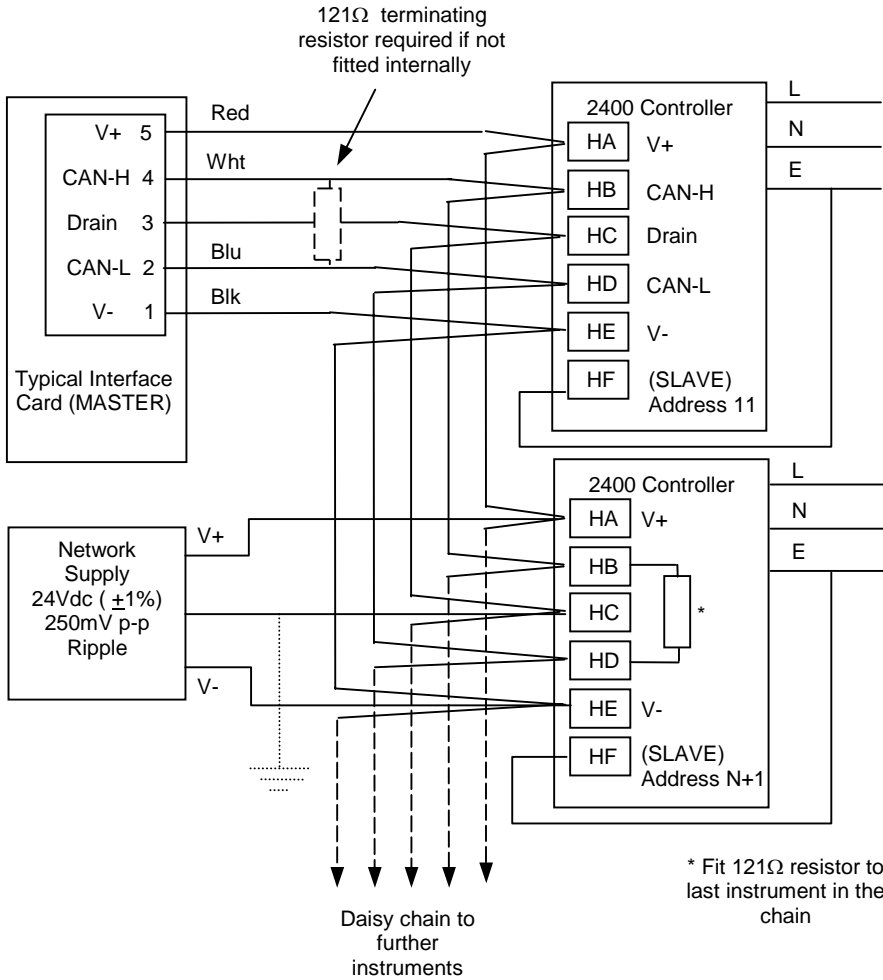 121Ω terminating
resistor required if not
fitted internally
V+ 5
CAN-H 4
Drain 3
CAN-L 2
V- 1
Typical Interface
Card (MASTER)
Red
Wht
Blu
Blk
2400 Controller
HA V+
HB CAN-H
HC Drain
HD CAN-L
HE V-
HF (SLAVE)
Address 11
L
N
E
Network
Supply
24Vdc ( ±1%)
250mV p-p
Ripple
V+
V-
2400 Controller
HA V+
HB
HC
*
HD
HE V-
HF (SLAVE)
Address N+1
L
N
E
* Fit 121Ω resistor to
last instrument in the
chain
Daisy chain to
further
instruments